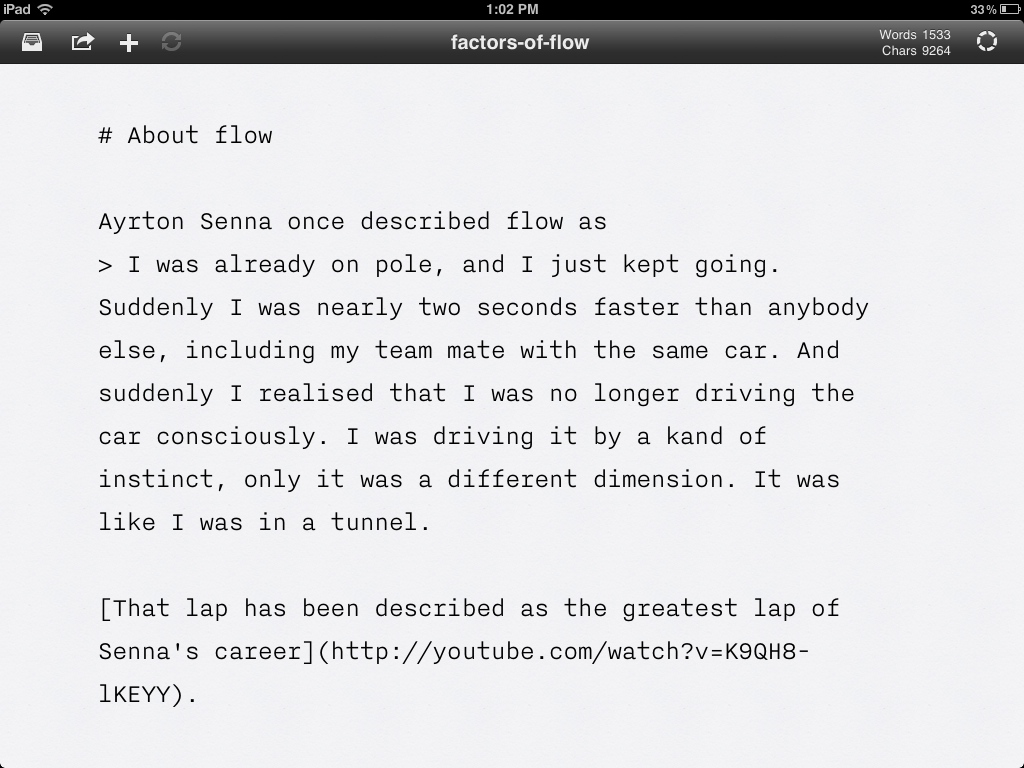 iPad 1:02 PM 33%
factors-of-flow Words 1533
Chars 9264
# About flow
Ayrton Senna once described flow as
> I was already on pole, and I just kept going.
Suddenly I was nearly two seconds faster than anybody
else, including my team mate with the same car. And
suddenly I realised that I was no longer driving the
car consciously. I was driving it by a kand of
instinct, only it was a different dimension. It was
like I was in a tunnel.
[That lap has been described as the greatest lap of
Senna's career](http://youtube.com/watch?v=K9QH8-
lKEYY).